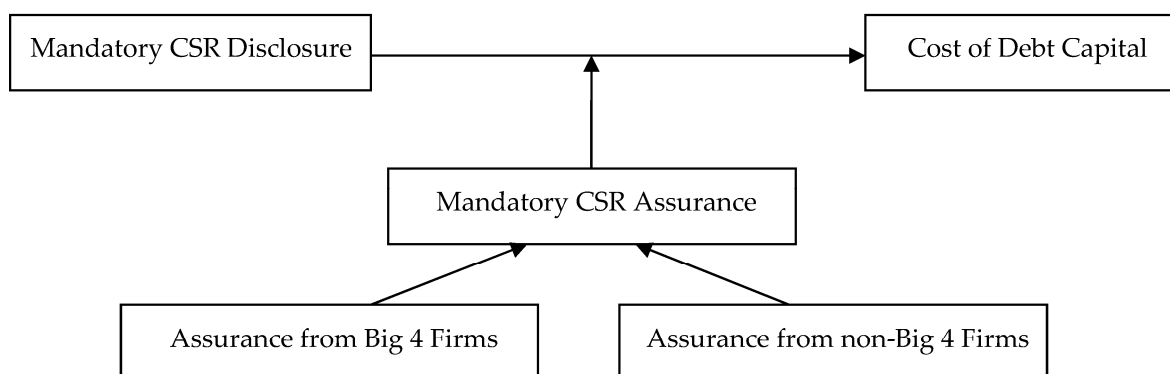 Mandatory CSR Disclosure
Cost of Debt Capital
Mandatory CSR Assurance
Assurance from Big 4 Firms
Assurance from non-Big 4 Firms